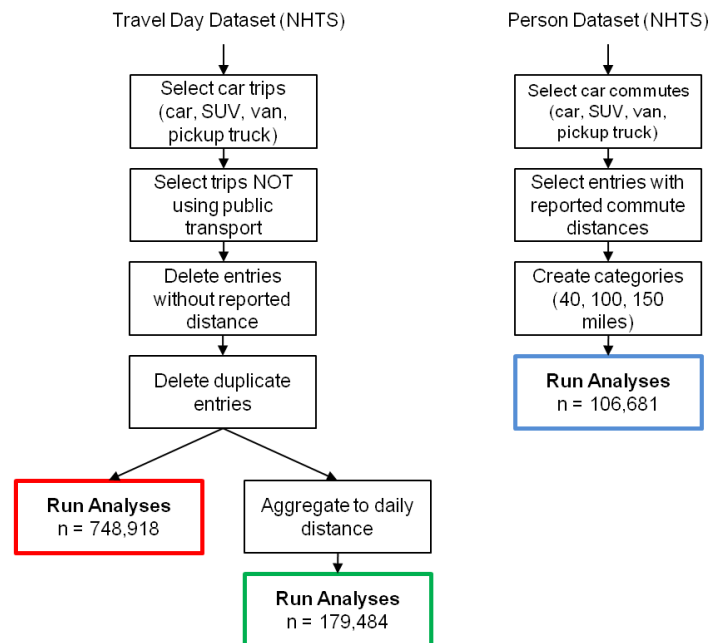 Travel Day Dataset (NHTS)
Select car trips
(car, SUV, van,
pickup truck)
Select trips NOT
using public
transport
Delete entries
without reported
distance
Delete duplicate
entries
Run Analyses
n = 748,918
Aggregate to daily
distance
Run Analyses
n = 179,484
Person Dataset (NHTS)
Select car commutes
(car, SUV, van,
pickup truck)
Select entries with
reported commute
distances
Create categories
(40, 100, 150
miles)
Run Analyses
n = 106,681